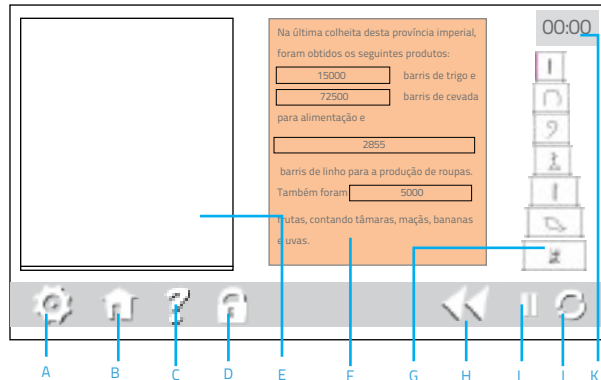 00:00
Na última colheita desta província imperial,
foram obtidos os seguintes produtos:
15000 barris de trigo e
72500 barris de cevada
para alimentação e
2855
barris de linho para a produção de roupas.
Também foram 5000
frutas, contando tâmaras, maçãs, bananas
e uvas.
A B C D E F G H I J K